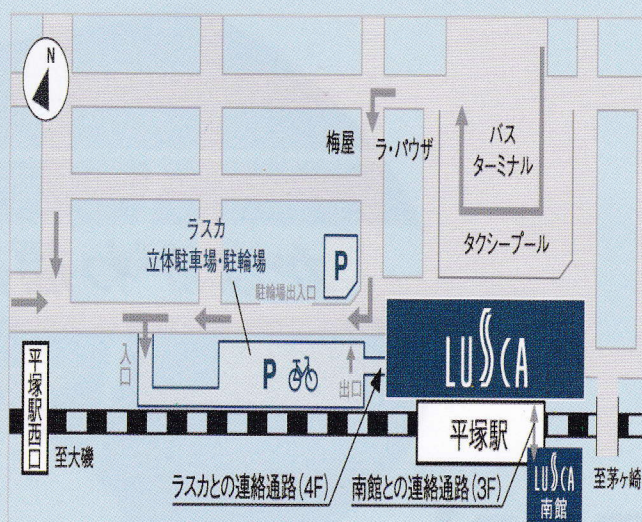 N
梅屋
ラ・パウザ
バス
ターミナル
タクシープール
ラスカ
立体駐車場・駐輪場
P
駐輪場出入口
入口
P
出口
LUSCA
平塚駅西口
平塚駅
至大磯
ラスカとの連絡通路(4F)
南館との連絡通路(3F)
LUSCA
南館
至茅ヶ崎